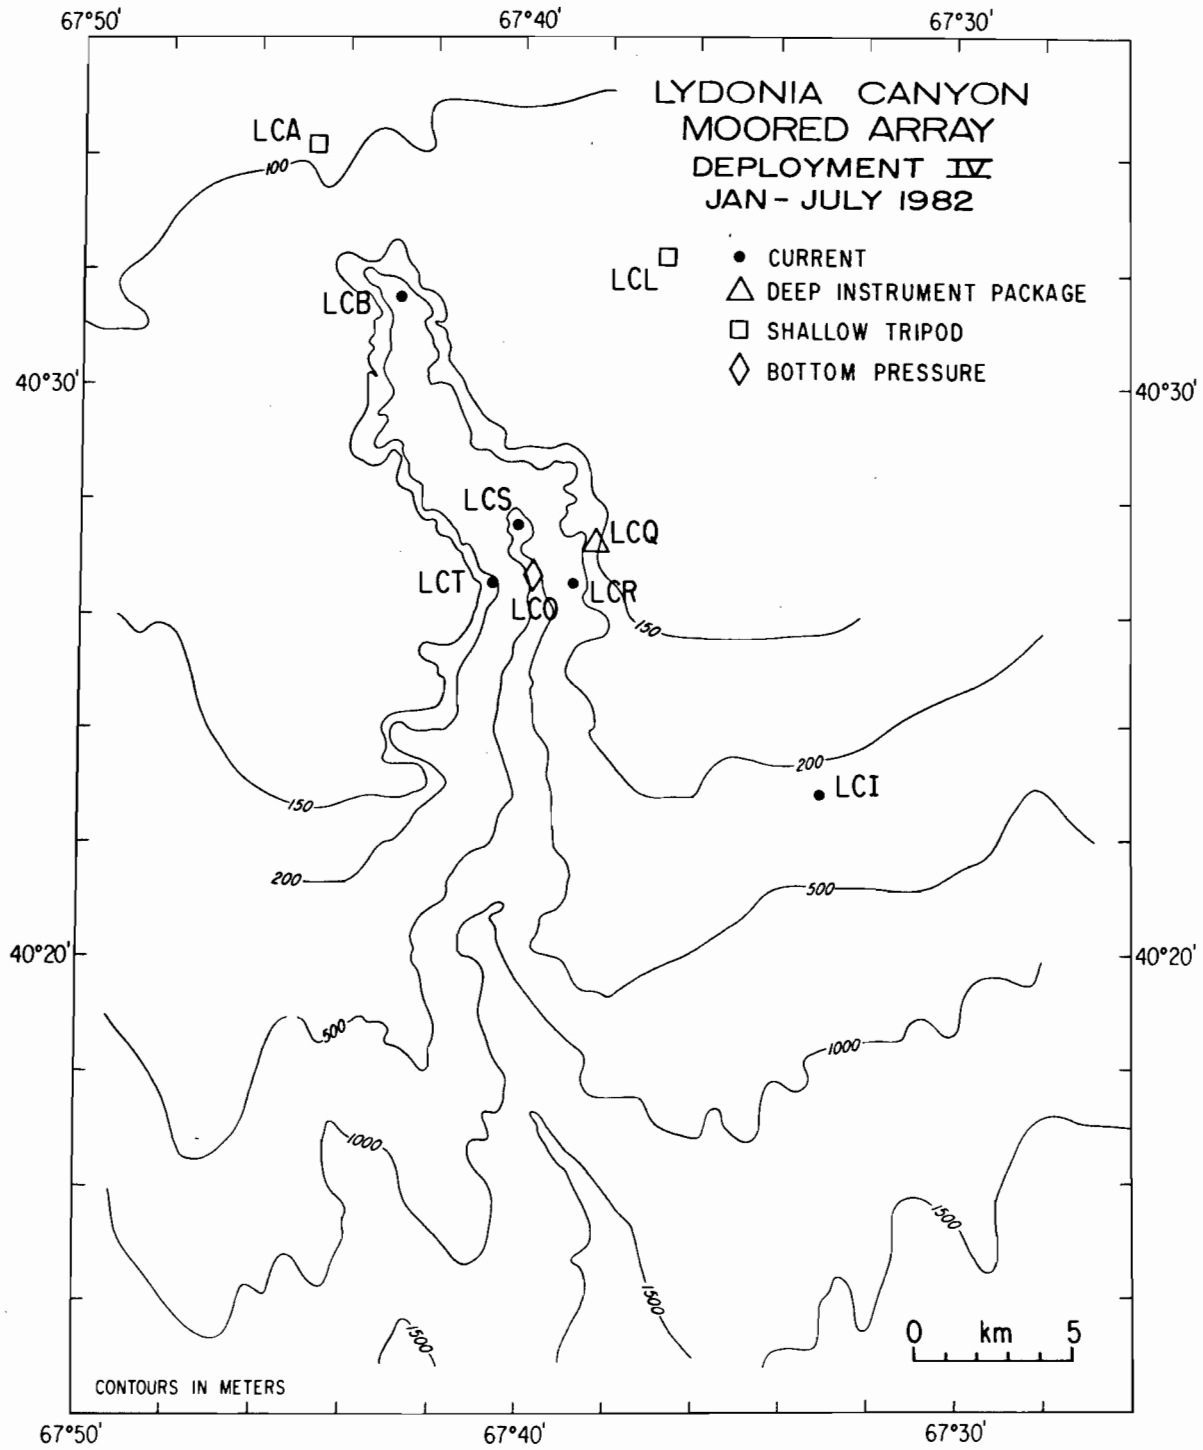 67°50'
67°40'
67°30'
LYDONIA CANYON
MOORED ARRAY
DEPLOYMENT IV
JAN - JULY 1982
LCA
100
CURRENT
LCL
DEEP INSTRUMENT PACKAGE
LCB
SHALLOW TRIPOD
BOTTOM PRESSURE
40°30'
40°30'
LCS
LCQ
LCT
LCR
LCO
150
200
LCI
150
200
500
40°20'
40°20'
500
1000
1000
1500
1500
1500
0 km 5
CONTOURS IN METERS
67°50'
67°40'
67°30'